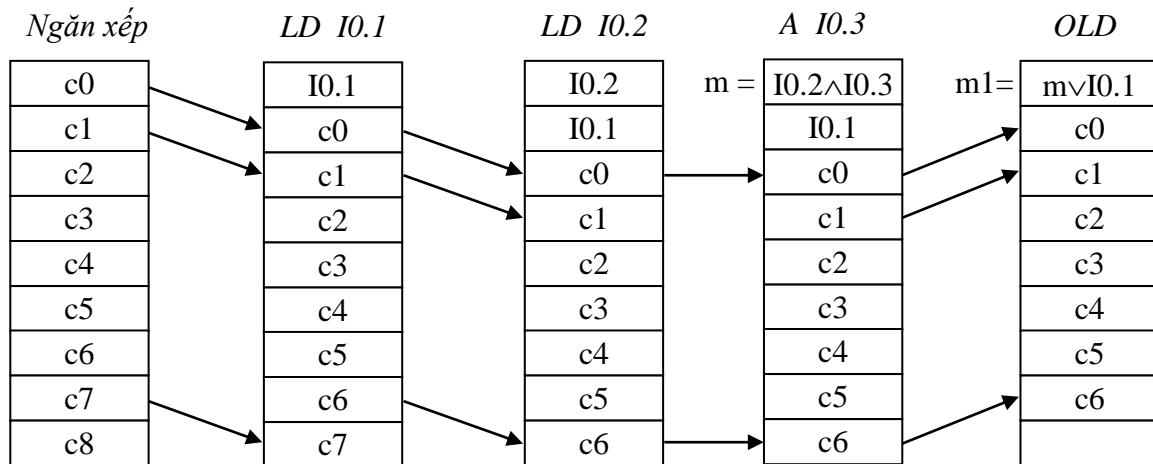 Ngăn xếp LD I0.1 LD I0.2 A I0.3 OLD
c0 I0.1 I0.2 m = I0.2∧I0.3 m1= m∨I0.1
c1 c0 I0.1 I0.1 c0
c2 c1 c0 c0 c1
c3 c2 c1 c1 c2
c4 c3 c2 c2 c3
c5 c4 c3 c3 c4
c6 c5 c4 c4 c5
c7 c6 c5 c5 c6
c8 c7 c6 c6